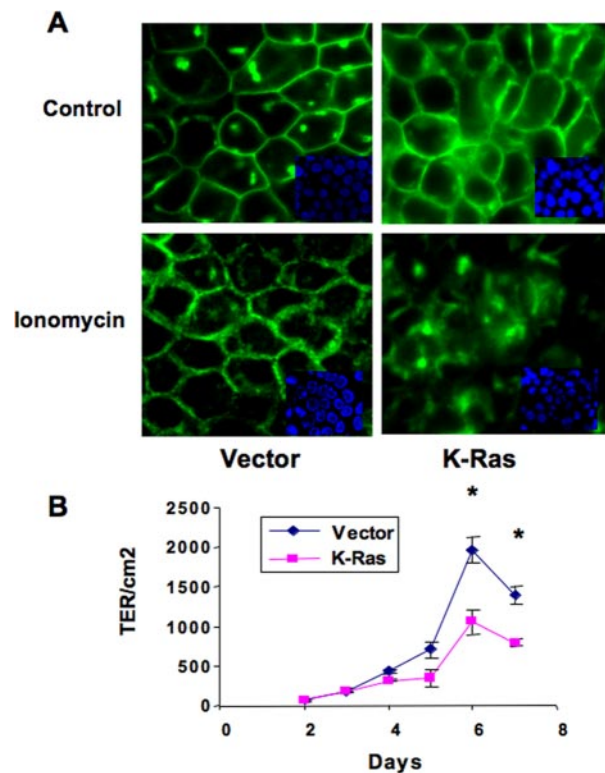 A
Control
Ionomycin
Vector K-Ras
B
TER/cm2
2500
2000
1500
1000
500
0
Vector
K-Ras
*
*
0 2 4 6 8
Days